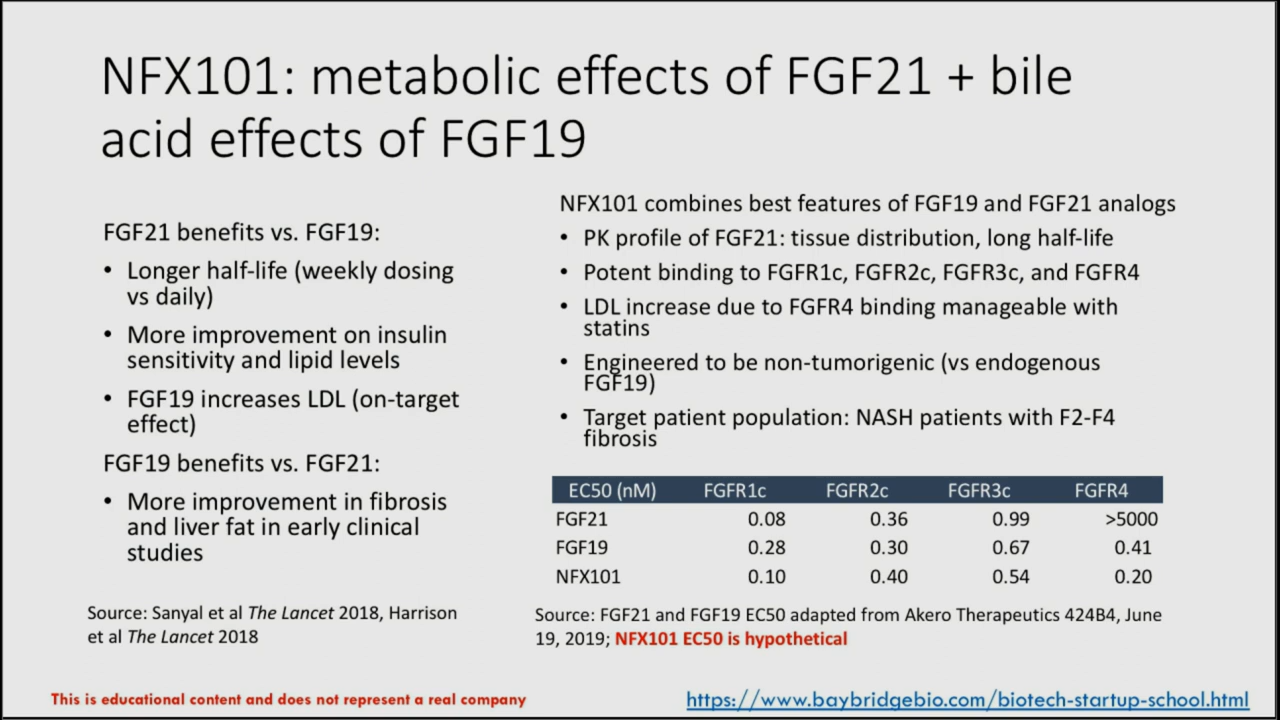 NFX101: metabolic effects of FGF21 + bile
acid effects of FGF19
FGF21 benefits vs. FGF19:
• Longer half-life (weekly dosing
vs daily)
• More improvement on insulin
sensitivity and lipid levels
• FGF19 increases LDL (on-target
effect)
FGF19 benefits vs. FGF21:
• More improvement in fibrosis
and liver fat in early clinical
studies
Source: Sanyal et al The Lancet 2018, Harrison
et al The Lancet 2018
NFX101 combines best features of FGF19 and FGF21 analogs
• PK profile of FGF21: tissue distribution, long half-life
• Potent binding to FGFR1c, FGFR2c, FGFR3c, and FGFR4
• LDL increase due to FGFR4 binding manageable with
statins
• Engineered to be non-tumorigenic (vs endogenous
FGF19)
• Target patient population: NASH patients with F2-F4
fibrosis
EC50 (nM) FGFR1c FGFR2c FGFR3c FGFR4
FGF21 0.08 0.36 0.99 >5000
FGF19 0.28 0.30 0.67 0.41
NFX101 0.10 0.40 0.54 0.20
Source: FGF21 and FGF19 EC50 adapted from Akero Therapeutics 424B4, June
19, 2019; NFX101 EC50 is hypothetical
This is educational content and does not represent a real company
https://www.baybridgebio.com/biotech-startup-school.html